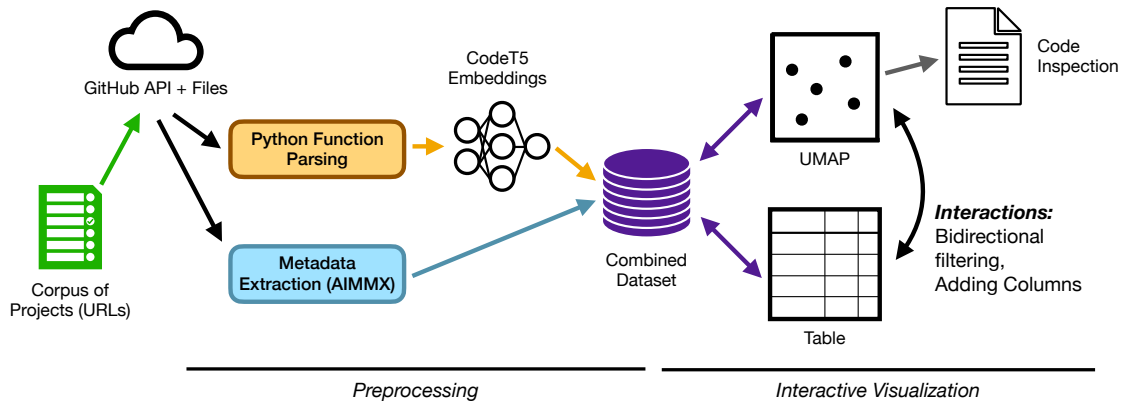 GitHub API + Files
CodeT5
Embeddings
Code
Inspection
Python Function
Parsing
UMAP
Corpus of
Projects (URLs)
Metadata
Extraction (AIMMX)
Combined
Dataset
Interactions:
Bidirectional
filtering,
Adding Columns
Table
Preprocessing
Interactive Visualization